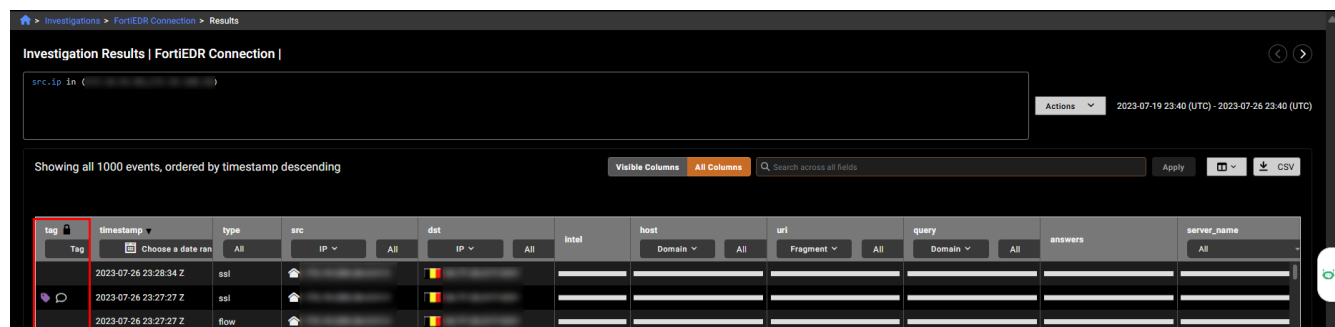 > Investigations > FortiEDR Connection > Results
Investigation Results | FortiEDR Connection |
src.ip in ( )
Actions 2023-07-19 23:40 (UTC) - 2023-07-26 23:40 (UTC)
Showing all 1000 events, ordered by timestamp descending
Visible Columns All Columns Search across all fields Apply CSV
tag timestamp type src dst intel host uri query answers server_name
Tag Choose a date ran All IP All IP All Domain All Fragment All Domain All All
2023-07-26 23:28:34 Z ssl
2023-07-26 23:27:27 Z ssl
2023-07-26 23:27:27 Z flow